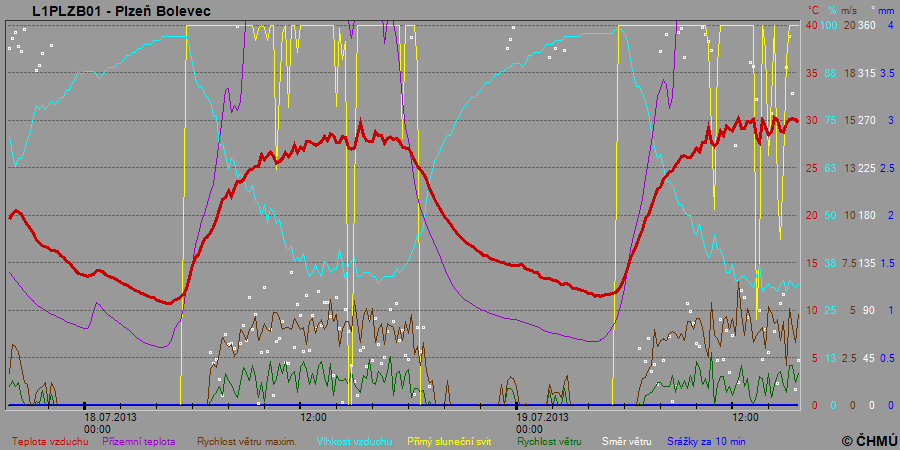 L1PLZB01 - Plzeň Bolevec
°C % m/s ° mm
40 100 20 360 4
35 88 18 315 3.5
30 75 15 270 3
25 63 13 225 2.5
20 50 10 180 2
15 38 7.5 135 1.5
10 25 5 90 1
5 13 2.5 45 0.5
0 0 0 0 0
18.07.2013 12:00 19.07.2013 12:00
00:00 00:00
Teplota vzduchu Přízemní teplota Rychlost větru maxim. Vlhkost vzduchu Přímý sluneční svit Rychlost větru Směr větru Srážky za 10 min © ČHMÚ